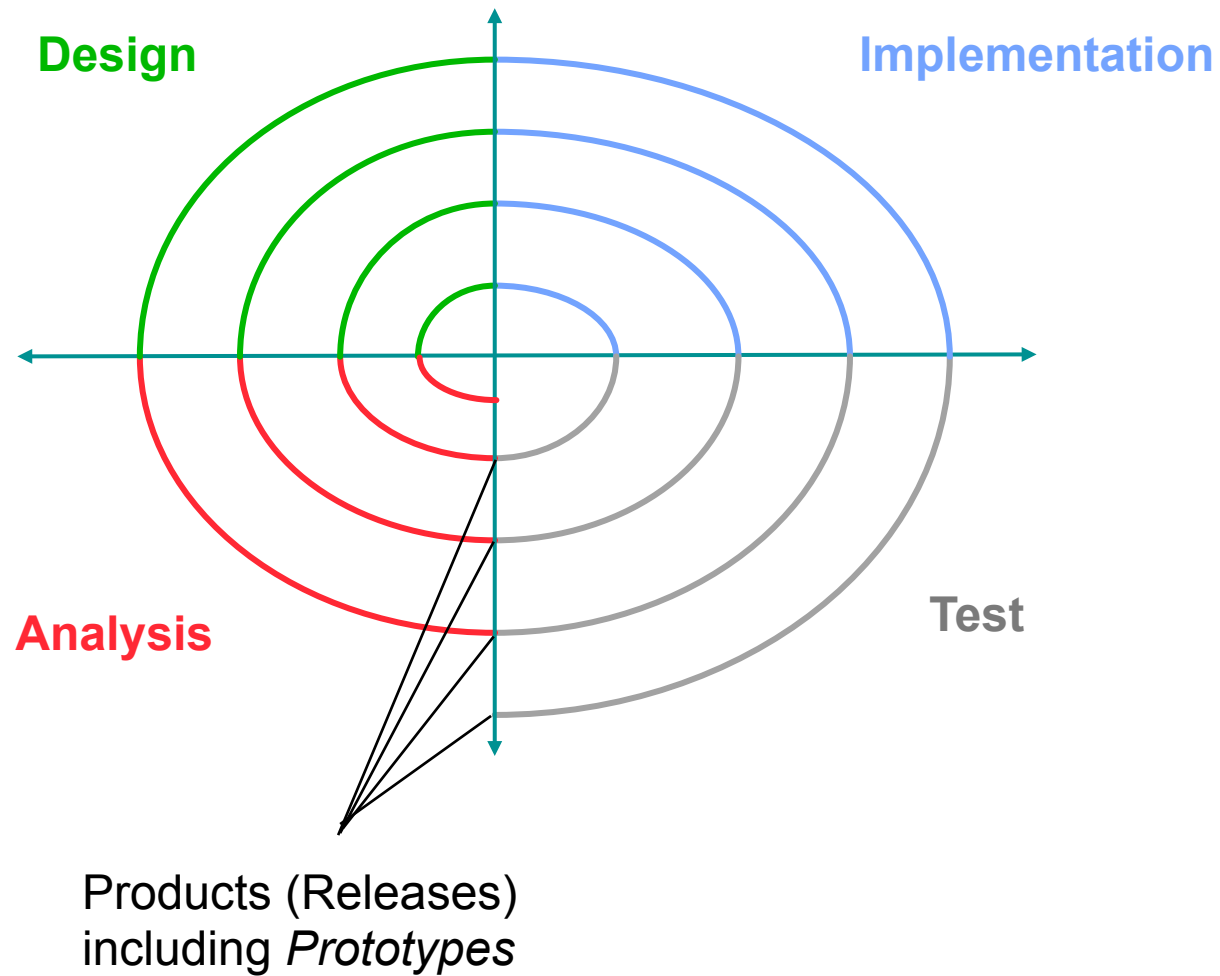 Design
Implementation
Analysis
Test
Products (Releases)
including Prototypes